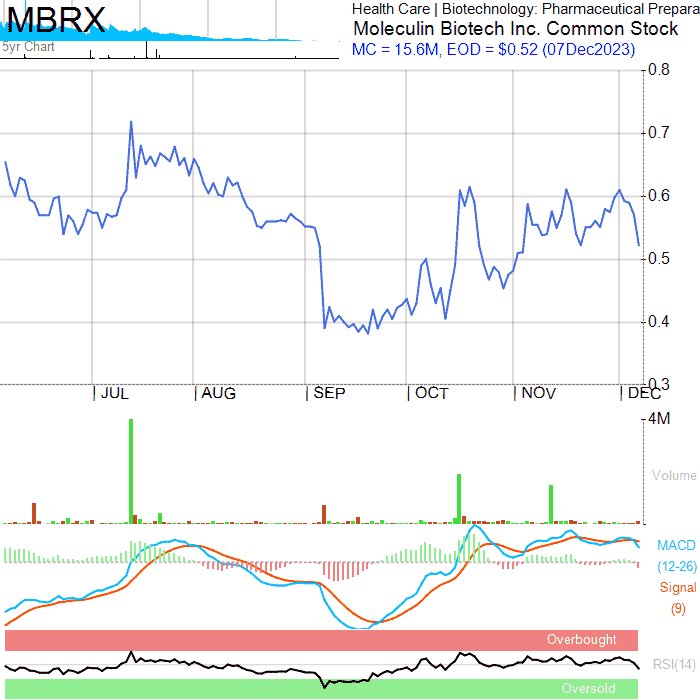 MBRX
Health Care | Biotechnology: Pharmaceutical Prepara
Moleculin Biotech Inc. Common Stock
5yr Chart
MC = 15.6M, EOD = $0.52 (07Dec2023)
0.8
0.7
0.6
0.5
0.4
0.3
JUL AUG SEP OCT NOV DEC
4M
Volume
MACD
(12-26)
Signal
(9)
Overbought
RSI(14)
Oversold